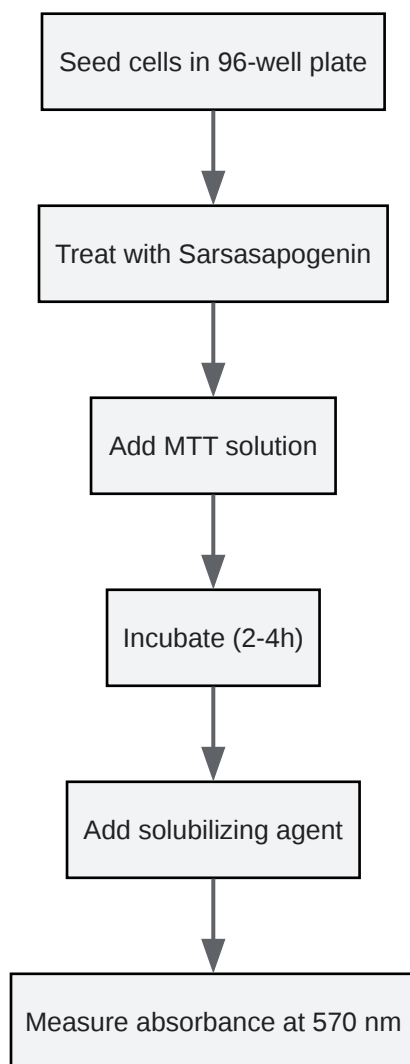 Seed cells in 96-well plate
Treat with Sarsasapogenin
Add MTT solution
Incubate (2-4h)
Add solubilizing agent
Measure absorbance at 570 nm